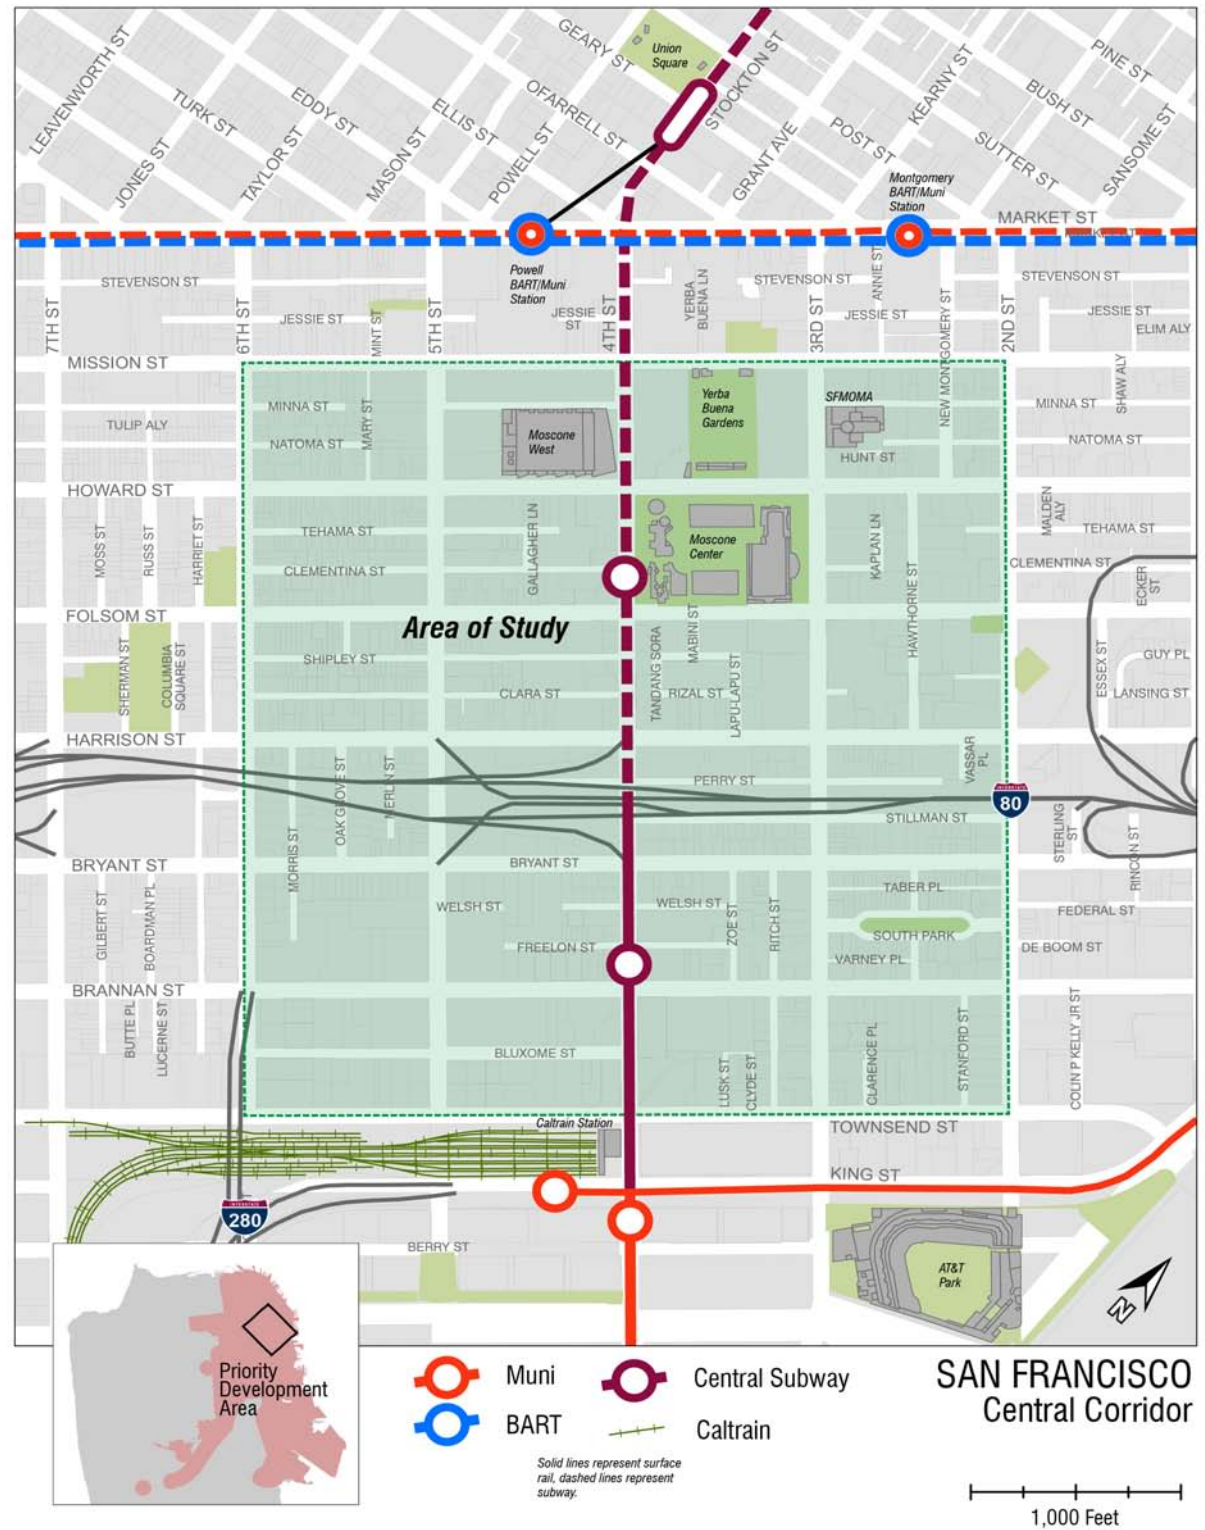 LEAVENWORTH ST
TURK ST
JONES ST
EDDY ST
TAYLOR ST
MASON ST
ELLIS ST
POWELL ST
OFARRELL ST
GEARY ST
Union
Square
STOCKTON ST
GRANT AVE
POST ST
KEARNY ST
SUTTER ST
BUSH ST
PINE ST
SANSOME ST
Montgomery
BART/Muni
Station
MARKET ST
Powell
BART/Muni
Station
STEVENSON ST
STEVENSON ST
STEVENSON ST
ANNIE ST
YERBA
BUENA LN
JESSIE ST
JESSIE
ST
JESSIE ST
JESSIE ST
ELIM ALY
MINT ST
7TH ST
6TH ST
5TH ST
4TH ST
3RD ST
2ND ST
NEW MONTGOMERY ST
MISSION ST
MINNA ST
MARY ST
NATOMA ST
TULIP ALY
Moscone
West
Yerba
Buena
Gardens
SFMOMA
HUNT ST
MINNA ST
SHAW ALY
NATOMA ST
HOWARD ST
MOSS ST
RUSS ST
HARRIET ST
TEHAMA ST
CLEMENTINA ST
GALLAGHER LN
Moscone
Center
KAPLAN LN
HAWTHORNE ST
MALDEN
ALY
TEHAMA ST
CLEMENTINA ST
ECKER
ST
FOLSOM ST
Area of Study
SHERMAN ST
COLUMBIA
SQUARE ST
SHIPLEY ST
CLARA ST
TANDANG SORA
MABINI ST
RIZAL ST
LAPU-LAPU ST
ESSEX ST
GUY PL
LANSING ST
HARRISON ST
OAK GROVE ST
MERLIN ST
MORRIS ST
PERRY ST
VASSAR
PL
INTERSTATE
80
STILLMAN ST
STERLING
ST
RINCON ST
BRYANT ST
BRYANT ST
GILBERT ST
BOARDMAN PL
WELSH ST
WELSH ST
FREELON ST
ZOE ST
RITCH ST
TABER PL
SOUTH PARK
VARNEY PL
FEDERAL ST
DE BOOM ST
BRANNAN ST
BUTTE PL
LUCERNE ST
BLUXOME ST
LUSK ST
CLYDE ST
CLARENCE PL
STANFORD ST
COLIN P KELLY JR ST
Caltrain Station
TOWNSEND ST
KING ST
INTERSTATE
280
BERRY ST
AT&T
Park
N
Priority
Development
Area
Muni
BART
Central Subway
Caltrain
Solid lines represent surface
rail, dashed lines represent
subway.
SAN FRANCISCO
Central Corridor
1,000 Feet